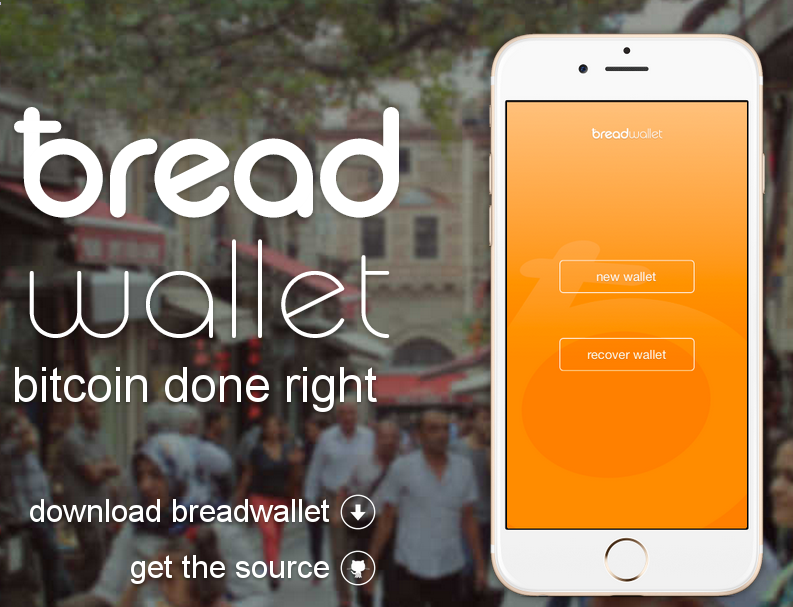 bread
wallet
bitcoin done right
download breadwallet
get the source
breadwallet
new wallet
recover wallet